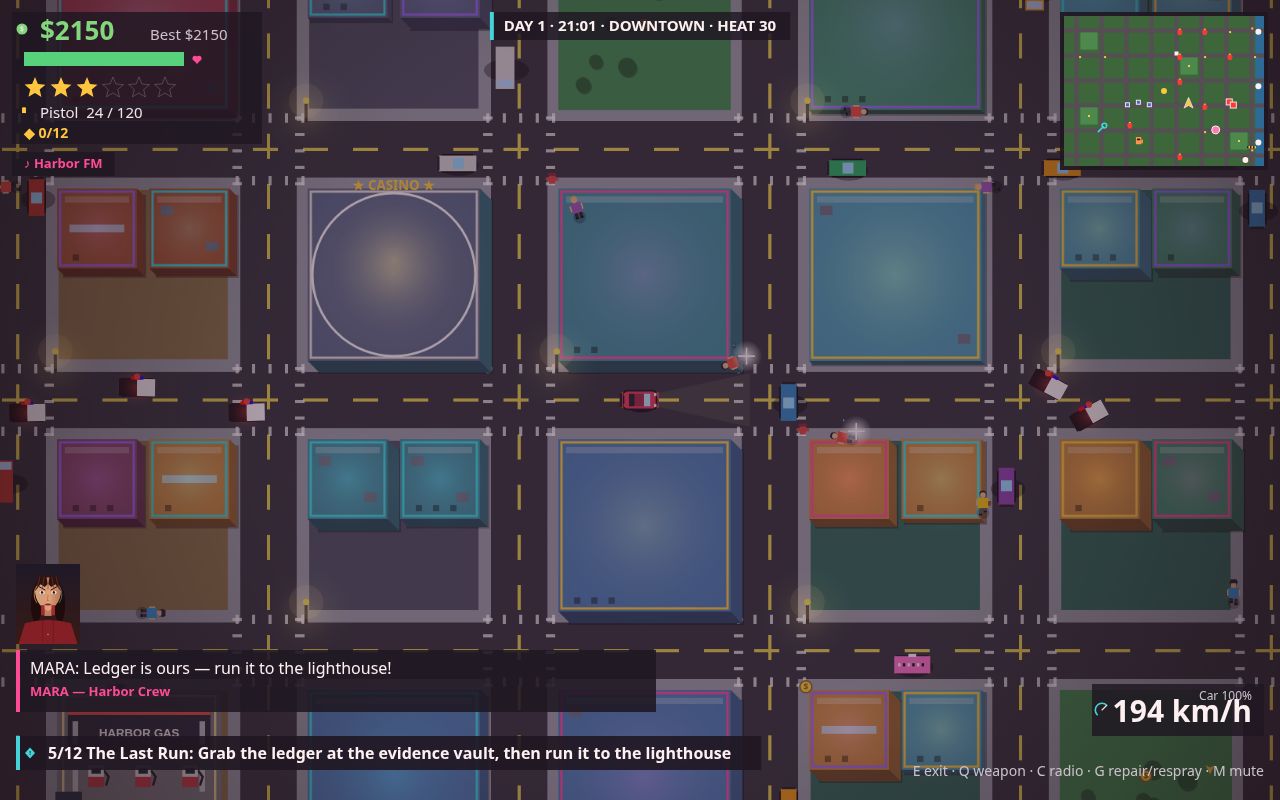 $2150
Best $2150
Pistol 24 / 120
0/12
♪ Harbor FM
DAY 1 · 21:01 · DOWNTOWN · HEAT 30
★ CASINO ★
MARA: Ledger is ours — run it to the lighthouse!
MARA — Harbor Crew
HARBOR GAS
5/12 The Last Run: Grab the ledger at the evidence vault, then run it to the lighthouse
Car 100%
194 km/h
E exit · Q weapon · C radio · G repair/respray · M mute